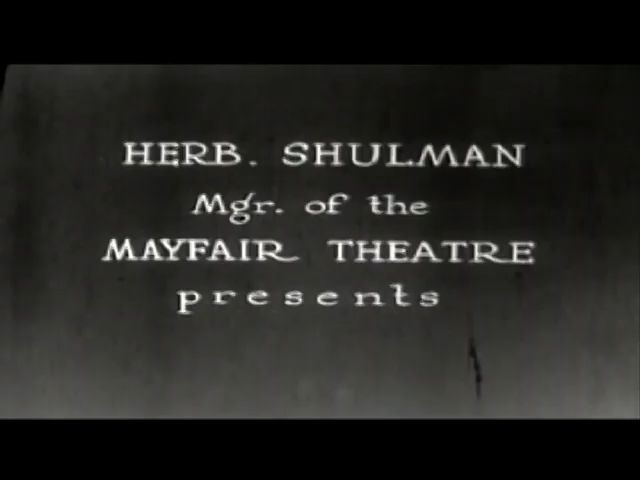 HERB. SHULMAN
Mgr. of the
MAYFAIR THEATRE
presents